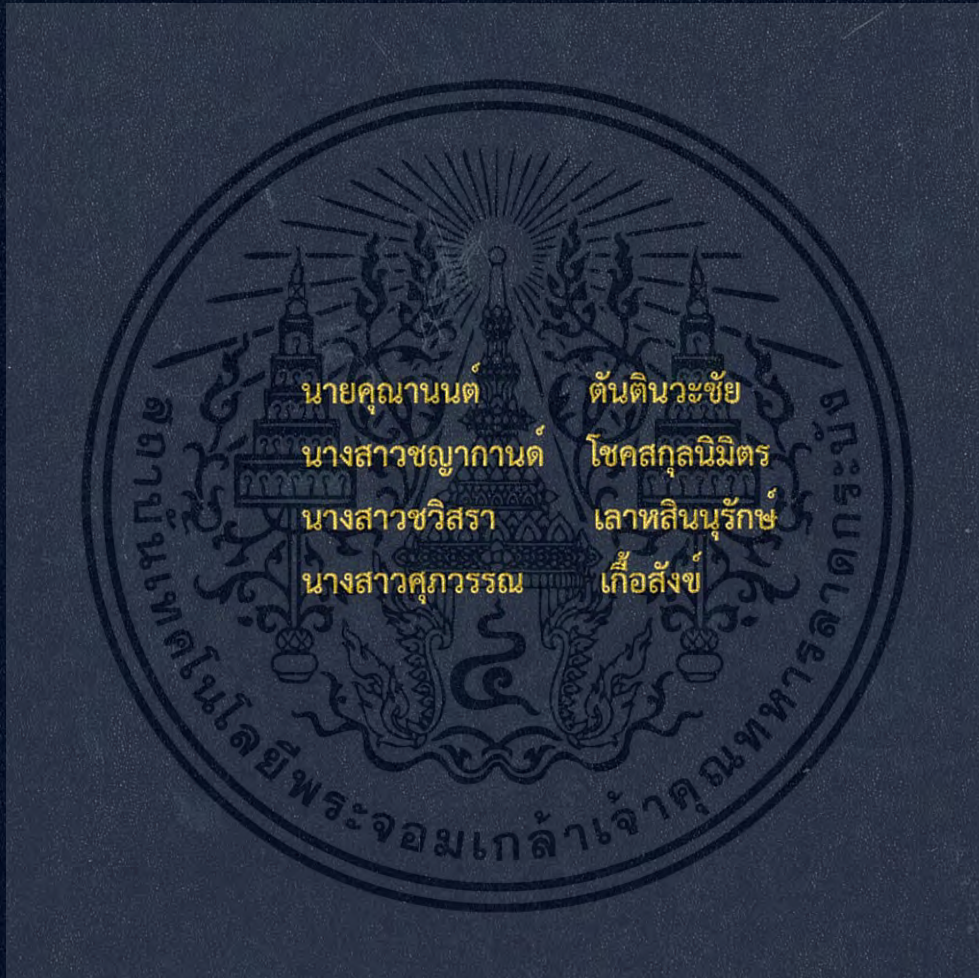 นายคุณานนต์ ตันตินวะชัย
นางสาวชญากานต์ โชคสกุลนิมิตร
นางสาวชวิสรา เลาหสินนุรักษ์
นางสาวศุภวรรณ เกื้อสังข์
สถาบันเทคโนโลยีพระจอมเกล้าเจ้าคุณทหารลาดกระบัง
๔